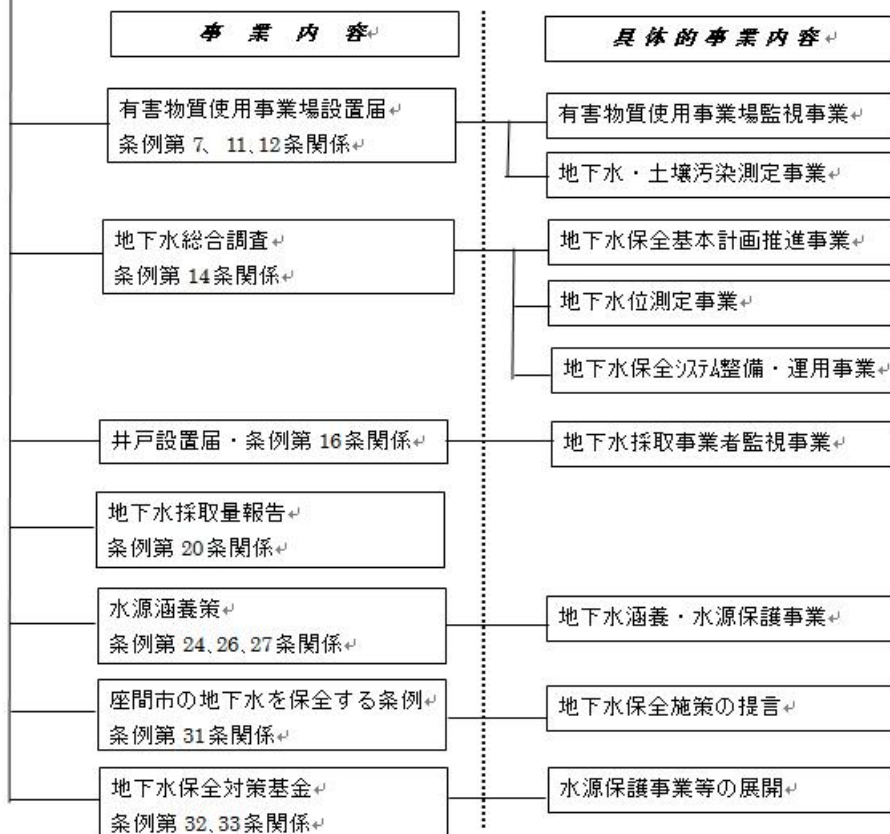 事 業 内 容
具体的事業内容
有害物質使用事業場設置届
条例第 7、11、12条関係
有害物質使用事業場監視事業
地下水・土壌汚染測定事業
地下水総合調査
条例第 14条関係
地下水保全基本計画推進事業
地下水位測定事業
地下水保全ｼｽﾃﾑ整備・運用事業
井戸設置届・条例第 16条関係
地下水採取事業者監視事業
地下水採取量報告
条例第 20条関係
水源涵養策
条例第 24、26、27条関係
地下水涵養・水源保護事業
座間市の地下水を保全する条例
条例第 31条関係
地下水保全施策の提言
地下水保全対策基金
条例第 32、33条関係
水源保護事業等の展開